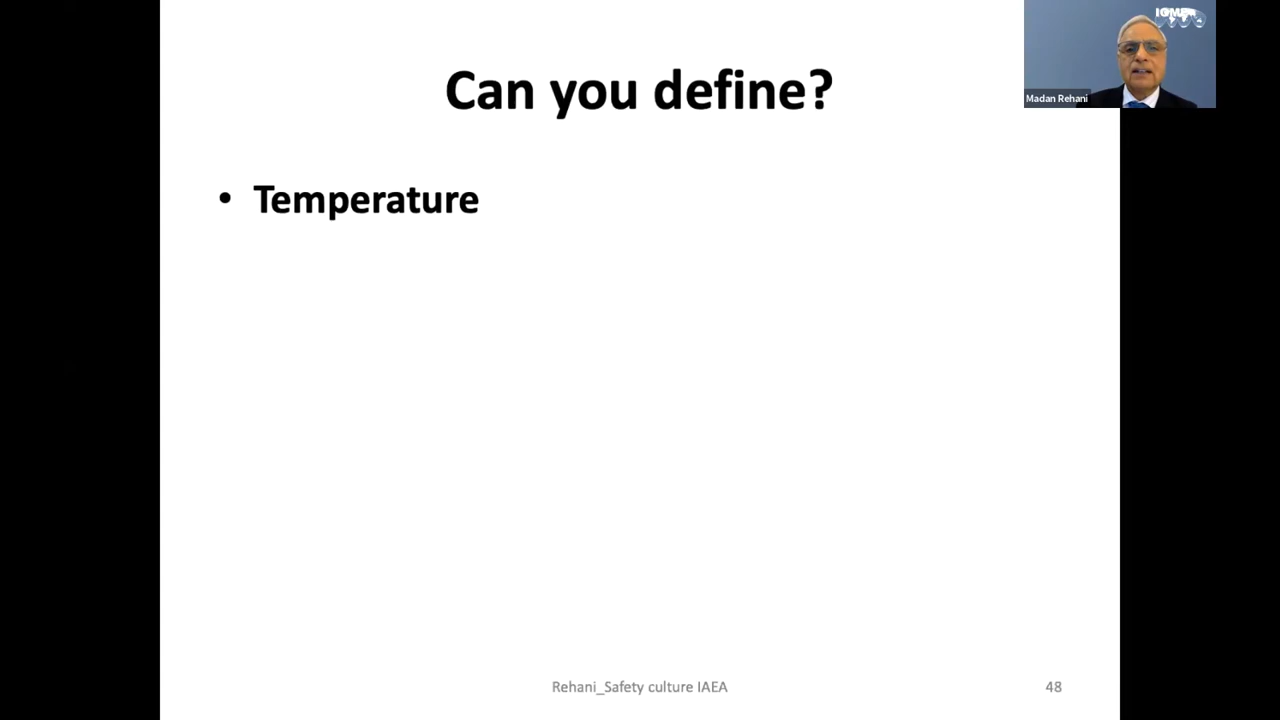 Can you define?
Madan Rehani
• Temperature
Rehani_Safety culture IAEA
48